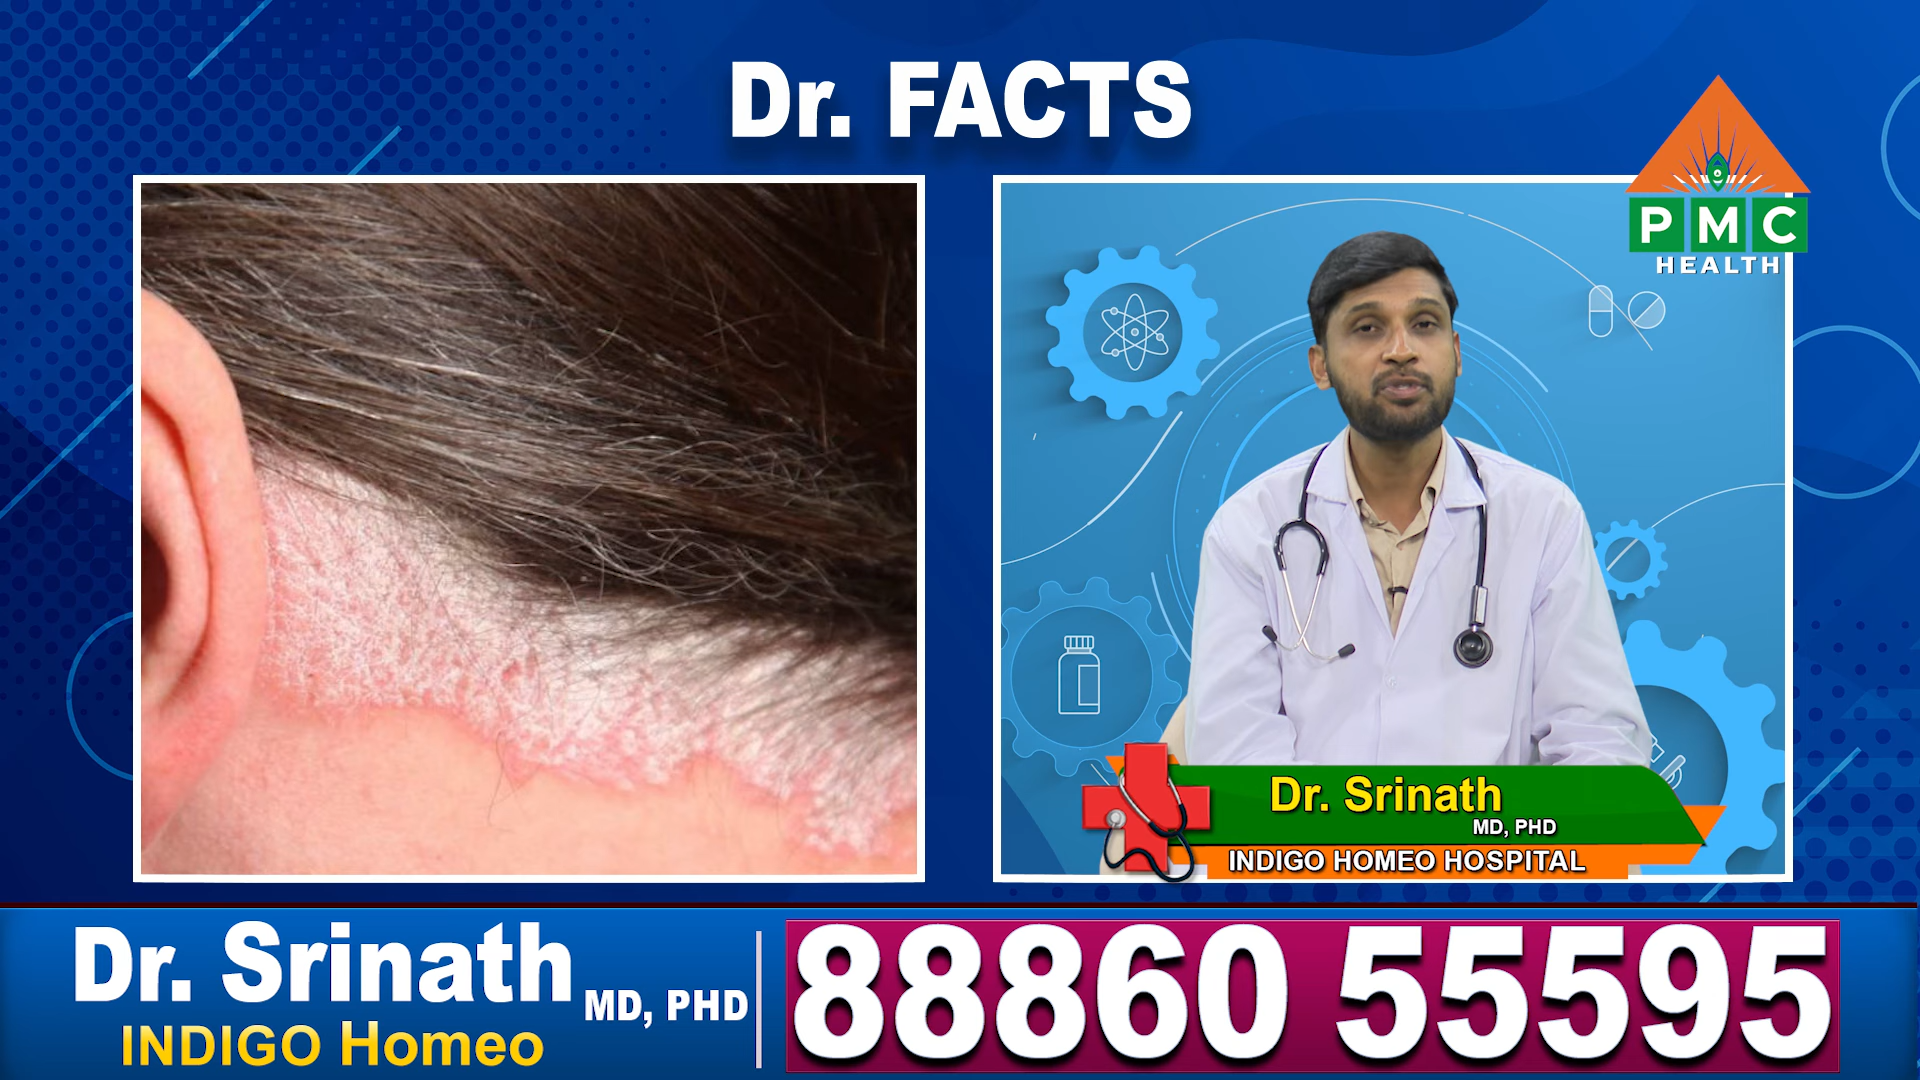 Dr. FACTS
PMC
HEALTH
Dr. Srinath
MD, PHD
INDIGO HOMEO HOSPITAL
Dr. Srinath MD, PHD
INDIGO Homeo
88860 55595